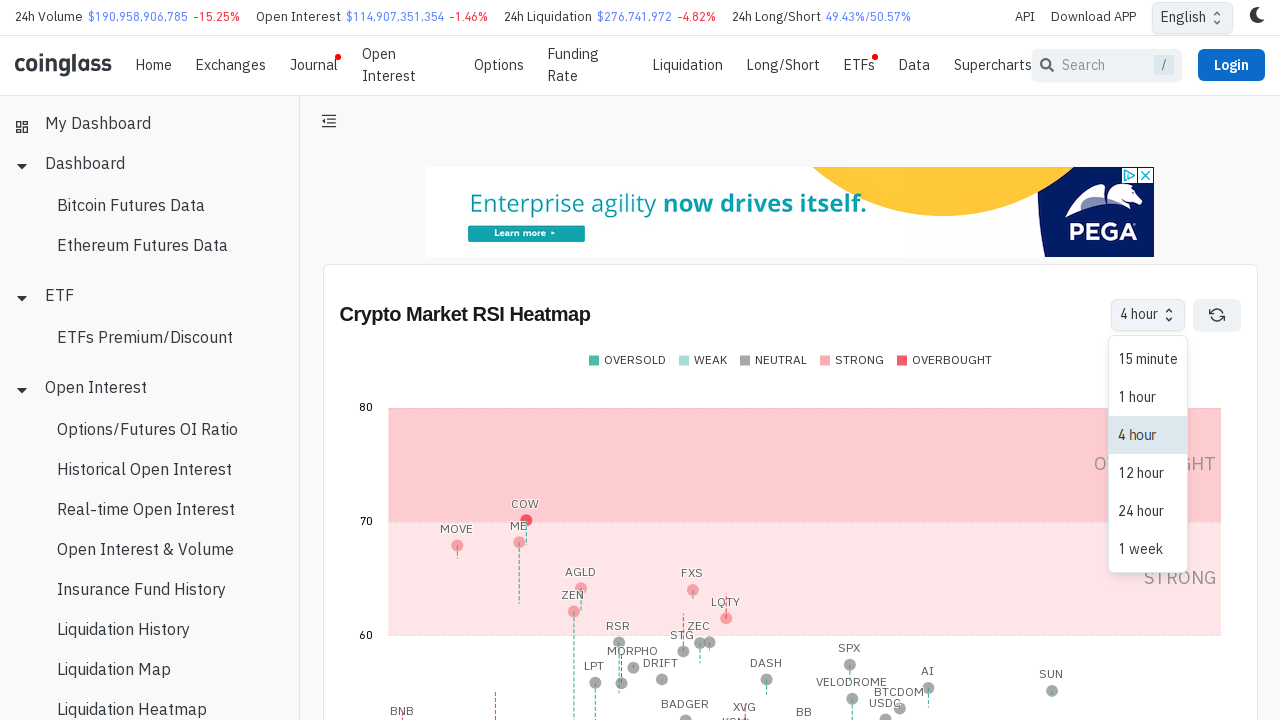 24h Volume $190,958,906,785 -15.25% Open Interest $114,907,351,354 -1.46% 24h Liquidation $276,741,972 -4.82% 24h Long/Short 49.43%/50.57% API Download APP English
coinglass Home Exchanges Journal Open Interest Options Funding Rate Liquidation Long/Short ETFs Data Supercharts Search / Login
My Dashboard
Dashboard
Bitcoin Futures Data
Ethereum Futures Data
ETF
ETFs Premium/Discount
Open Interest
Options/Futures OI Ratio
Historical Open Interest
Real-time Open Interest
Open Interest & Volume
Insurance Fund History
Liquidation History
Liquidation Map
Liquidation Heatmap
Enterprise agility now drives itself.
Learn more
PEGA
Crypto Market RSI Heatmap
4 hour
15 minute
1 hour
4 hour
12 hour
24 hour
1 week
OVERSOLD WEAK NEUTRAL STRONG OVERBOUGHT
80
70
STRONG
60
COW
MOVE
ME
AGLD
FXS
ZEN
LQTY
RSR
STG
ZEC
MORPHO
LPT
DRIFT
DASH
SPX
VELODROME
AI
SUN
BTCDOM
BADGER
USDC
XVG
BNB
BB